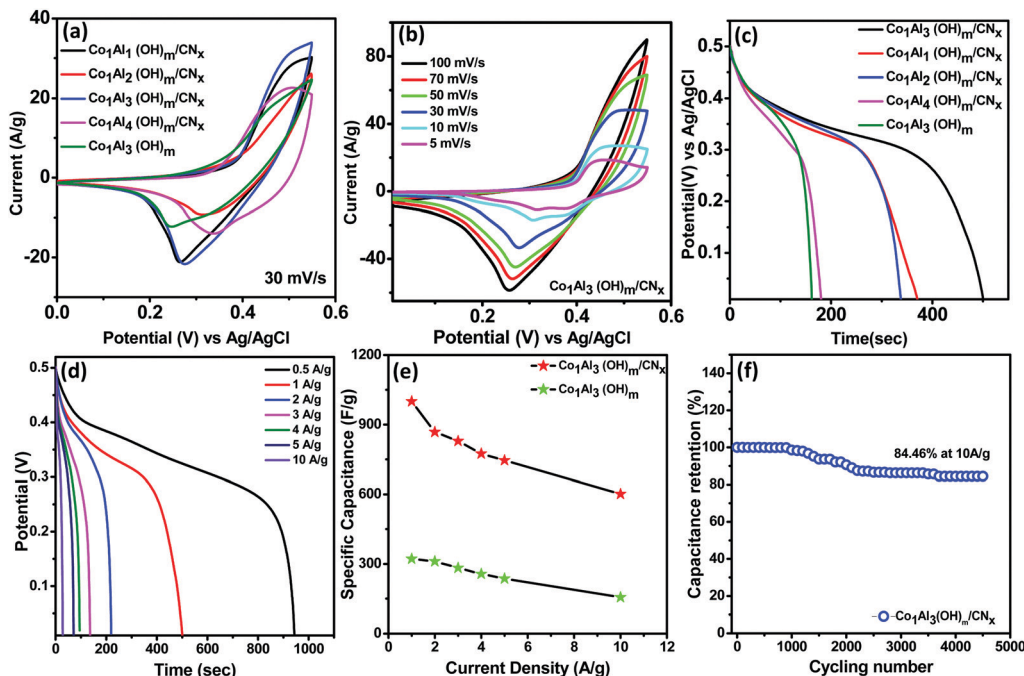 (a)
Co1Al1 (OH)m/CNx
Co1Al2 (OH)m/CNx
Co1Al3 (OH)m/CNx
Co1Al4 (OH)m/CNx
Co1Al3 (OH)m
30 mV/s
40
20
0
-20
0.0
0.2
0.4
0.6
Current (A/g)
Potential (V) vs Ag/AgCl
(b)
100 mV/s
70 mV/s
50 mV/s
30 mV/s
10 mV/s
5 mV/s
Co1Al3 (OH)m/CNx
80
40
0
-40
0.0
0.2
0.4
0.6
Current (A/g)
Potential (V) vs Ag/AgCl
(c)
Co1Al3 (OH)m/CNx
Co1Al1 (OH)m/CNx
Co1Al2 (OH)m/CNx
Co1Al4 (OH)m/CNx
Co1Al3 (OH)m
0.5
0.4
0.3
0.2
0.1
0
200
400
Potential(V) vs Ag/AgCl
Time(sec)
(d)
0.5 A/g
1 A/g
2 A/g
3 A/g
4 A/g
5 A/g
10 A/g
0.5
0.4
0.3
0.2
0.1
0
200
400
600
800
1000
Potential (V)
Time (sec)
(e)
Co1Al3 (OH)m/CNx
Co1Al3 (OH)m
1200
900
600
300
0
0
2
4
6
8
10
12
Specific Capacitance (F/g)
Current Density (A/g)
(f)
84.46% at 10A/g
Co1Al3(OH)m/CNx
140
120
100
80
60
40
20
0
0
1000
2000
3000
4000
5000
Capacitance retention (%)
Cycling number